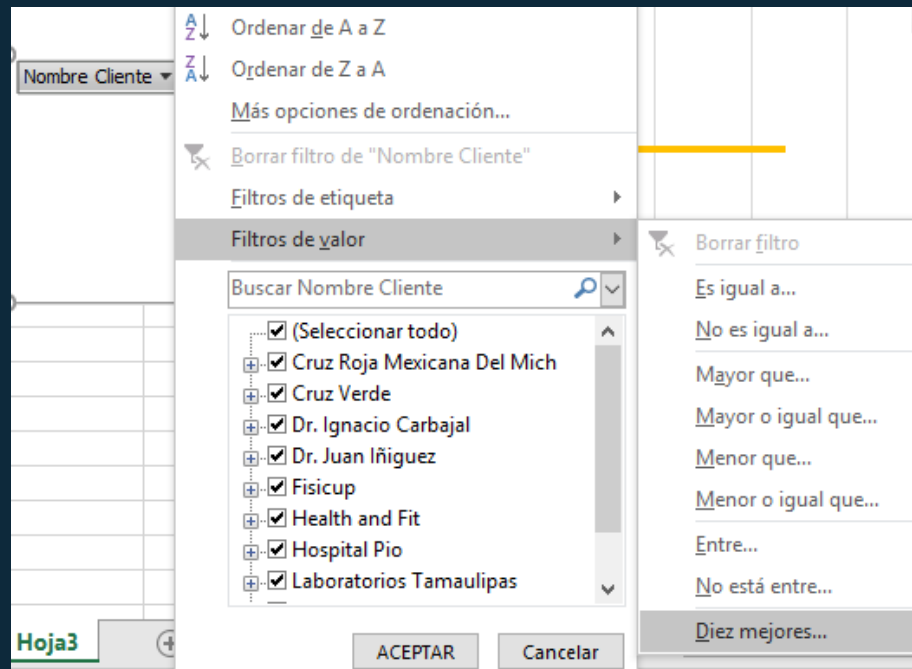 Nombre Cliente
Ordenar de A a Z
Ordenar de Z a A
Más opciones de ordenación...
Borrar filtro de "Nombre Cliente"
Filtros de etiqueta
Filtros de valor
Buscar Nombre Cliente
(Seleccionar todo)
Cruz Roja Mexicana Del Mich
Cruz Verde
Dr. Ignacio Carbajal
Dr. Juan Iñiguez
Fisicup
Health and Fit
Hospital Pio
Laboratorios Tamaulipas
ACEPTAR
Cancelar
Borrar filtro
Es igual a...
No es igual a...
Mayor que...
Mayor o igual que...
Menor que...
Menor o igual que...
Entre...
No está entre...
Diez mejores...
Hoja3